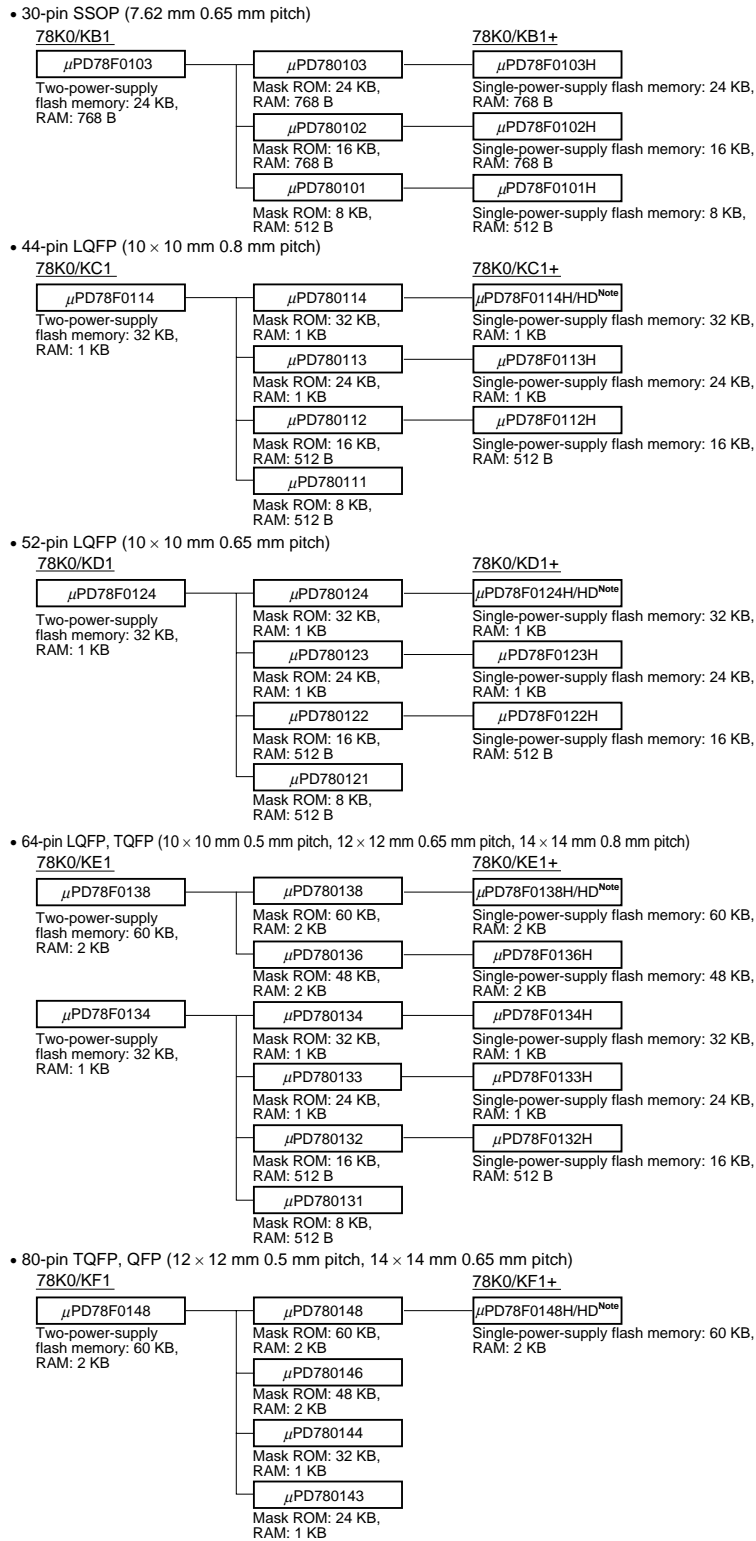 • 30-pin SSOP (7.62 mm 0.65 mm pitch)
78K0/KB1 78K0/KB1+
μPD78F0103 μPD780103 μPD78F0103H
Two-power-supply Mask ROM: 24 KB, Single-power-supply flash memory: 24 KB,
flash memory: 24 KB, RAM: 768 B RAM: 768 B
RAM: 768 B
μPD780102 μPD78F0102H
Mask ROM: 16 KB, Single-power-supply flash memory: 16 KB,
RAM: 768 B RAM: 768 B
μPD780101 μPD78F0101H
Mask ROM: 8 KB, Single-power-supply flash memory: 8 KB,
RAM: 512 B RAM: 512 B
• 44-pin LQFP (10 × 10 mm 0.8 mm pitch)
78K0/KC1 78K0/KC1+
μPD78F0114 μPD780114 μPD78F0114H/HDNote
Two-power-supply Mask ROM: 32 KB, Single-power-supply flash memory: 32 KB,
flash memory: 32 KB, RAM: 1 KB RAM: 1 KB
RAM: 1 KB
μPD780113 μPD78F0113H
Mask ROM: 24 KB, Single-power-supply flash memory: 24 KB,
RAM: 1 KB RAM: 1 KB
μPD780112 μPD78F0112H
Mask ROM: 16 KB, Single-power-supply flash memory: 16 KB,
RAM: 512 B RAM: 512 B
μPD780111
Mask ROM: 8 KB,
RAM: 512 B
• 52-pin LQFP (10 × 10 mm 0.65 mm pitch)
78K0/KD1 78K0/KD1+
μPD78F0124 μPD780124 μPD78F0124H/HDNote
Two-power-supply Mask ROM: 32 KB, Single-power-supply flash memory: 32 KB,
flash memory: 32 KB, RAM: 1 KB RAM: 1 KB
RAM: 1 KB
μPD780123 μPD78F0123H
Mask ROM: 24 KB, Single-power-supply flash memory: 24 KB,
RAM: 1 KB RAM: 1 KB
μPD780122 μPD78F0122H
Mask ROM: 16 KB, Single-power-supply flash memory: 16 KB,
RAM: 512 B RAM: 512 B
μPD780121
Mask ROM: 8 KB,
RAM: 512 B
• 64-pin LQFP, TQFP (10 × 10 mm 0.5 mm pitch, 12 × 12 mm 0.65 mm pitch, 14 × 14 mm 0.8 mm pitch)
78K0/KE1 78K0/KE1+
μPD78F0138 μPD780138 μPD78F0138H/HDNote
Two-power-supply Mask ROM: 60 KB, Single-power-supply flash memory: 60 KB,
flash memory: 60 KB, RAM: 2 KB RAM: 2 KB
RAM: 2 KB
μPD780136 μPD78F0136H
Mask ROM: 48 KB, Single-power-supply flash memory: 48 KB,
RAM: 2 KB RAM: 2 KB
μPD78F0134 μPD780134 μPD78F0134H
Two-power-supply Mask ROM: 32 KB, Single-power-supply flash memory: 32 KB,
flash memory: 32 KB, RAM: 1 KB RAM: 1 KB
RAM: 1 KB
μPD780133 μPD78F0133H
Mask ROM: 24 KB, Single-power-supply flash memory: 24 KB,
RAM: 1 KB RAM: 1 KB
μPD780132 μPD78F0132H
Mask ROM: 16 KB, Single-power-supply flash memory: 16 KB,
RAM: 512 B RAM: 512 B
μPD780131
Mask ROM: 8 KB,
RAM: 512 B
• 80-pin TQFP, QFP (12 × 12 mm 0.5 mm pitch, 14 × 14 mm 0.65 mm pitch)
78K0/KF1 78K0/KF1+
μPD78F0148 μPD780148 μPD78F0148H/HDNote
Two-power-supply Mask ROM: 60 KB, Single-power-supply flash memory: 60 KB,
flash memory: 60 KB, RAM: 2 KB RAM: 2 KB
RAM: 2 KB
μPD780146
Mask ROM: 48 KB,
RAM: 2 KB
μPD780144
Mask ROM: 32 KB,
RAM: 1 KB
μPD780143
Mask ROM: 24 KB,
RAM: 1 KB